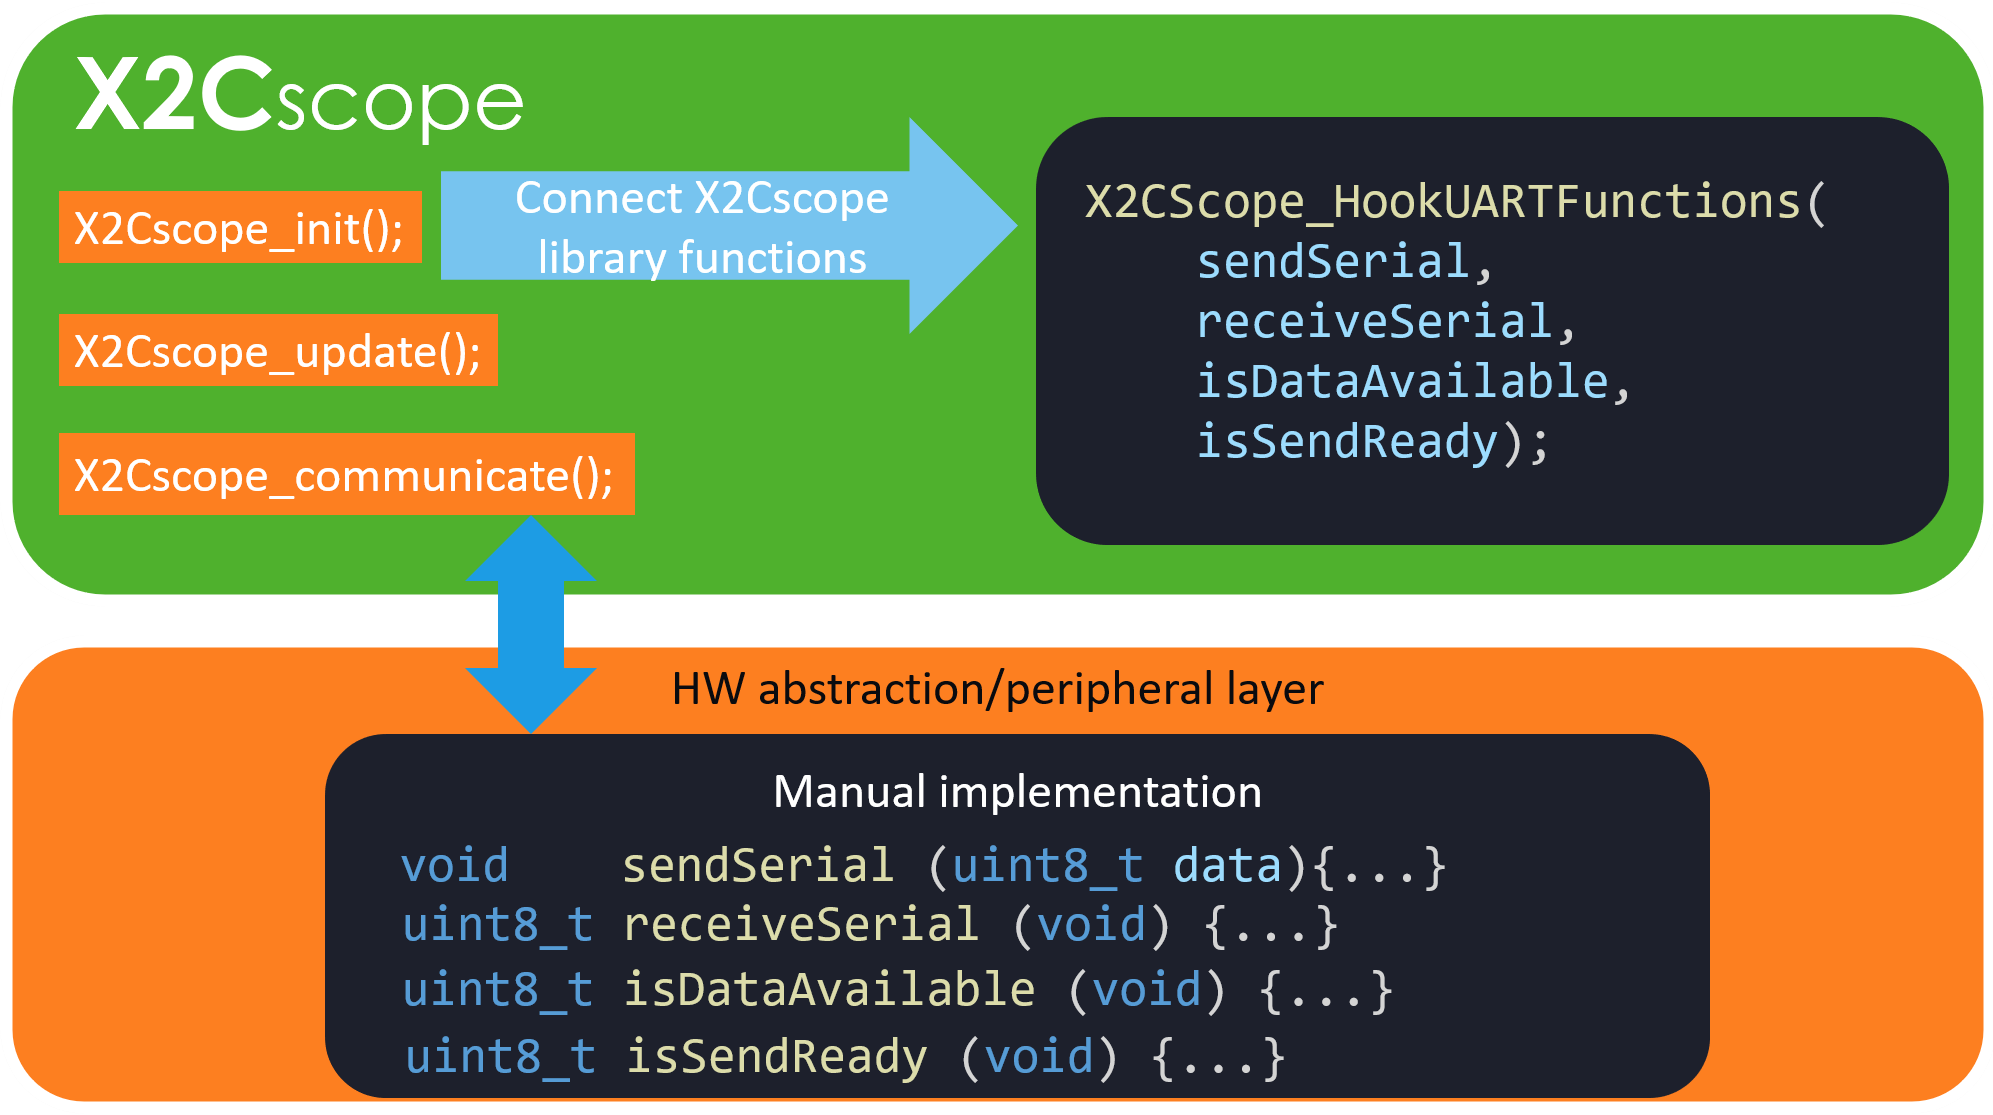 X2Cscope
X2Cscope_init();
Connect X2Cscope
library functions
X2Cscope_update();
X2Cscope_communicate();
X2CScope_HookUARTFunctions(
sendSerial,
receiveSerial,
isDataAvailable,
isSendReady);
HW abstraction/peripheral layer
Manual implementation
void sendSerial (uint8_t data){...}
uint8_t receiveSerial (void) {...}
uint8_t isDataAvailable (void) {...}
uint8_t isSendReady (void) {...}